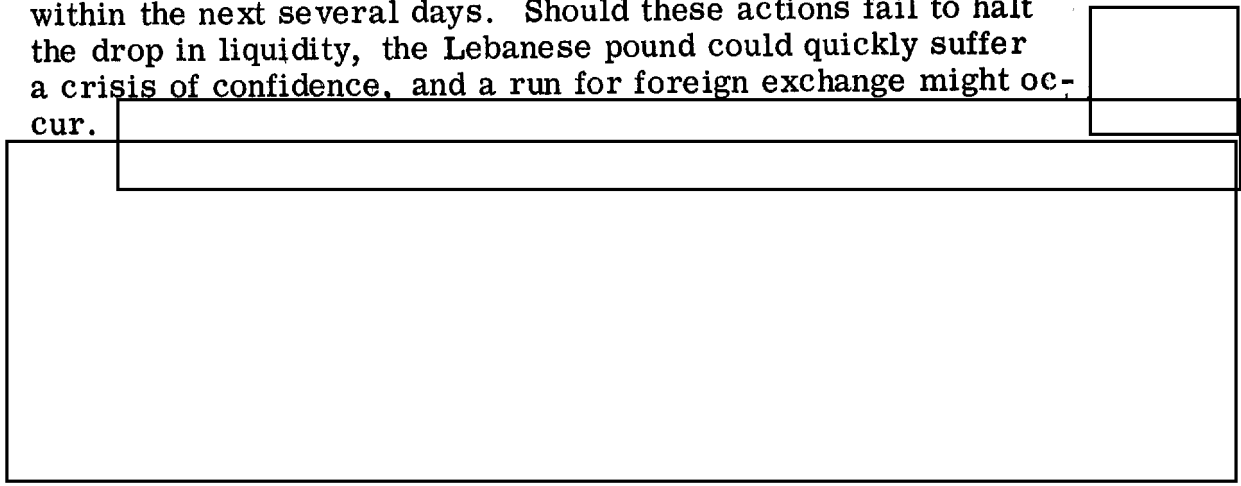 within the next several days. Should these actions fail to halt
the drop in liquidity, the Lebanese pound could quickly suffer
a crisis of confidence, and a run for foreign exchange might oc-
cur.